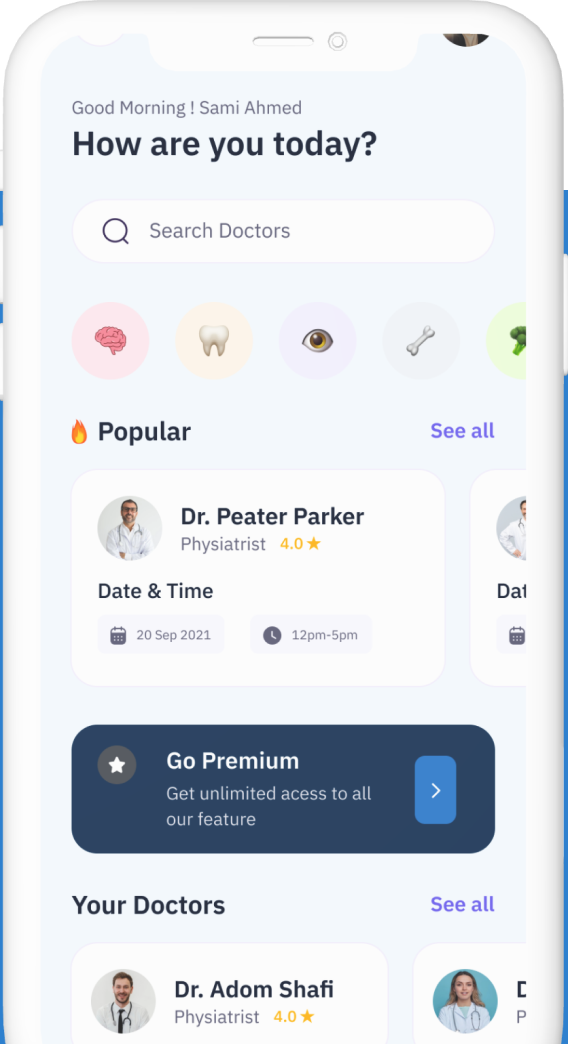 Good Morning ! Sami Ahmed
How are you today?
Search Doctors
Popular
See all
Dr. Peater Parker
Physiatrist 4.0
Date & Time
Dat
20 Sep 2021
12pm-5pm
Go Premium
Get unlimited acess to all
our feature
Your Doctors
See all
Dr. Adom Shafi
Physiatrist 4.0
D
P